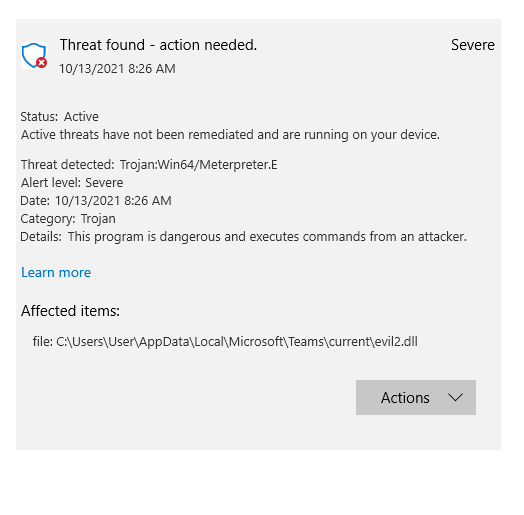 Threat found - action needed.
Severe
10/13/2021 8:26 AM
Status: Active
Active threats have not been remediated and are running on your device.
Threat detected: Trojan:Win64/Meterpreter.E
Alert level: Severe
Date: 10/13/2021 8:26 AM
Category: Trojan
Details: This program is dangerous and executes commands from an attacker.
Learn more
Affected items:
file: C:\Users\User\AppData\Local\Microsoft\Teams\current\evil2.dll
Actions